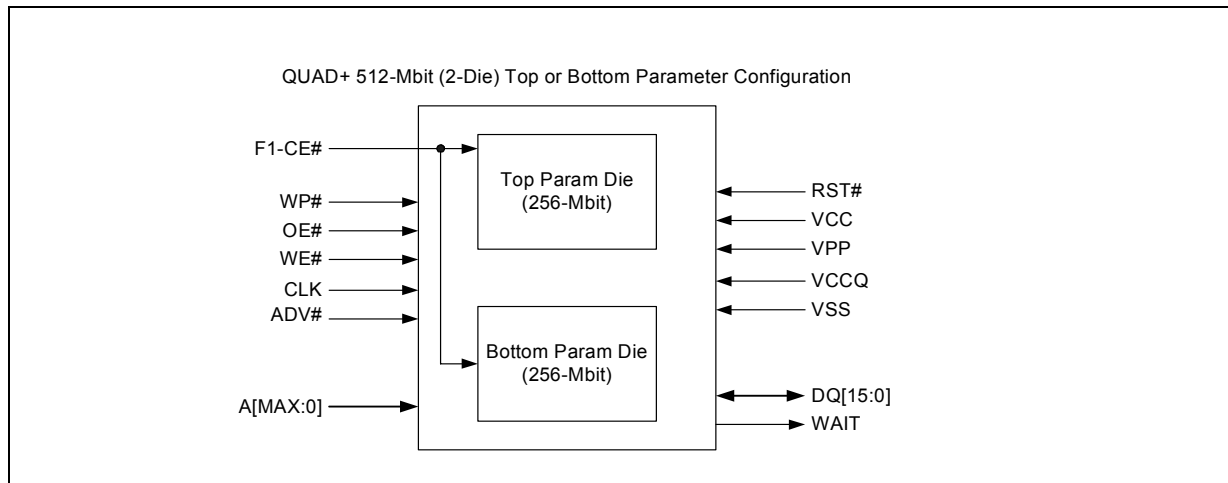 QUAD+ 512-Mbit (2-Die) Top or Bottom Parameter Configuration
F1-CE#
WP#
OE#
WE#
CLK
ADV#
A[MAX:0]
Top Param Die
(256-Mbit)
Bottom Param Die
(256-Mbit)
RST#
VCC
VPP
VCCQ
VSS
DQ[15:0]
WAIT